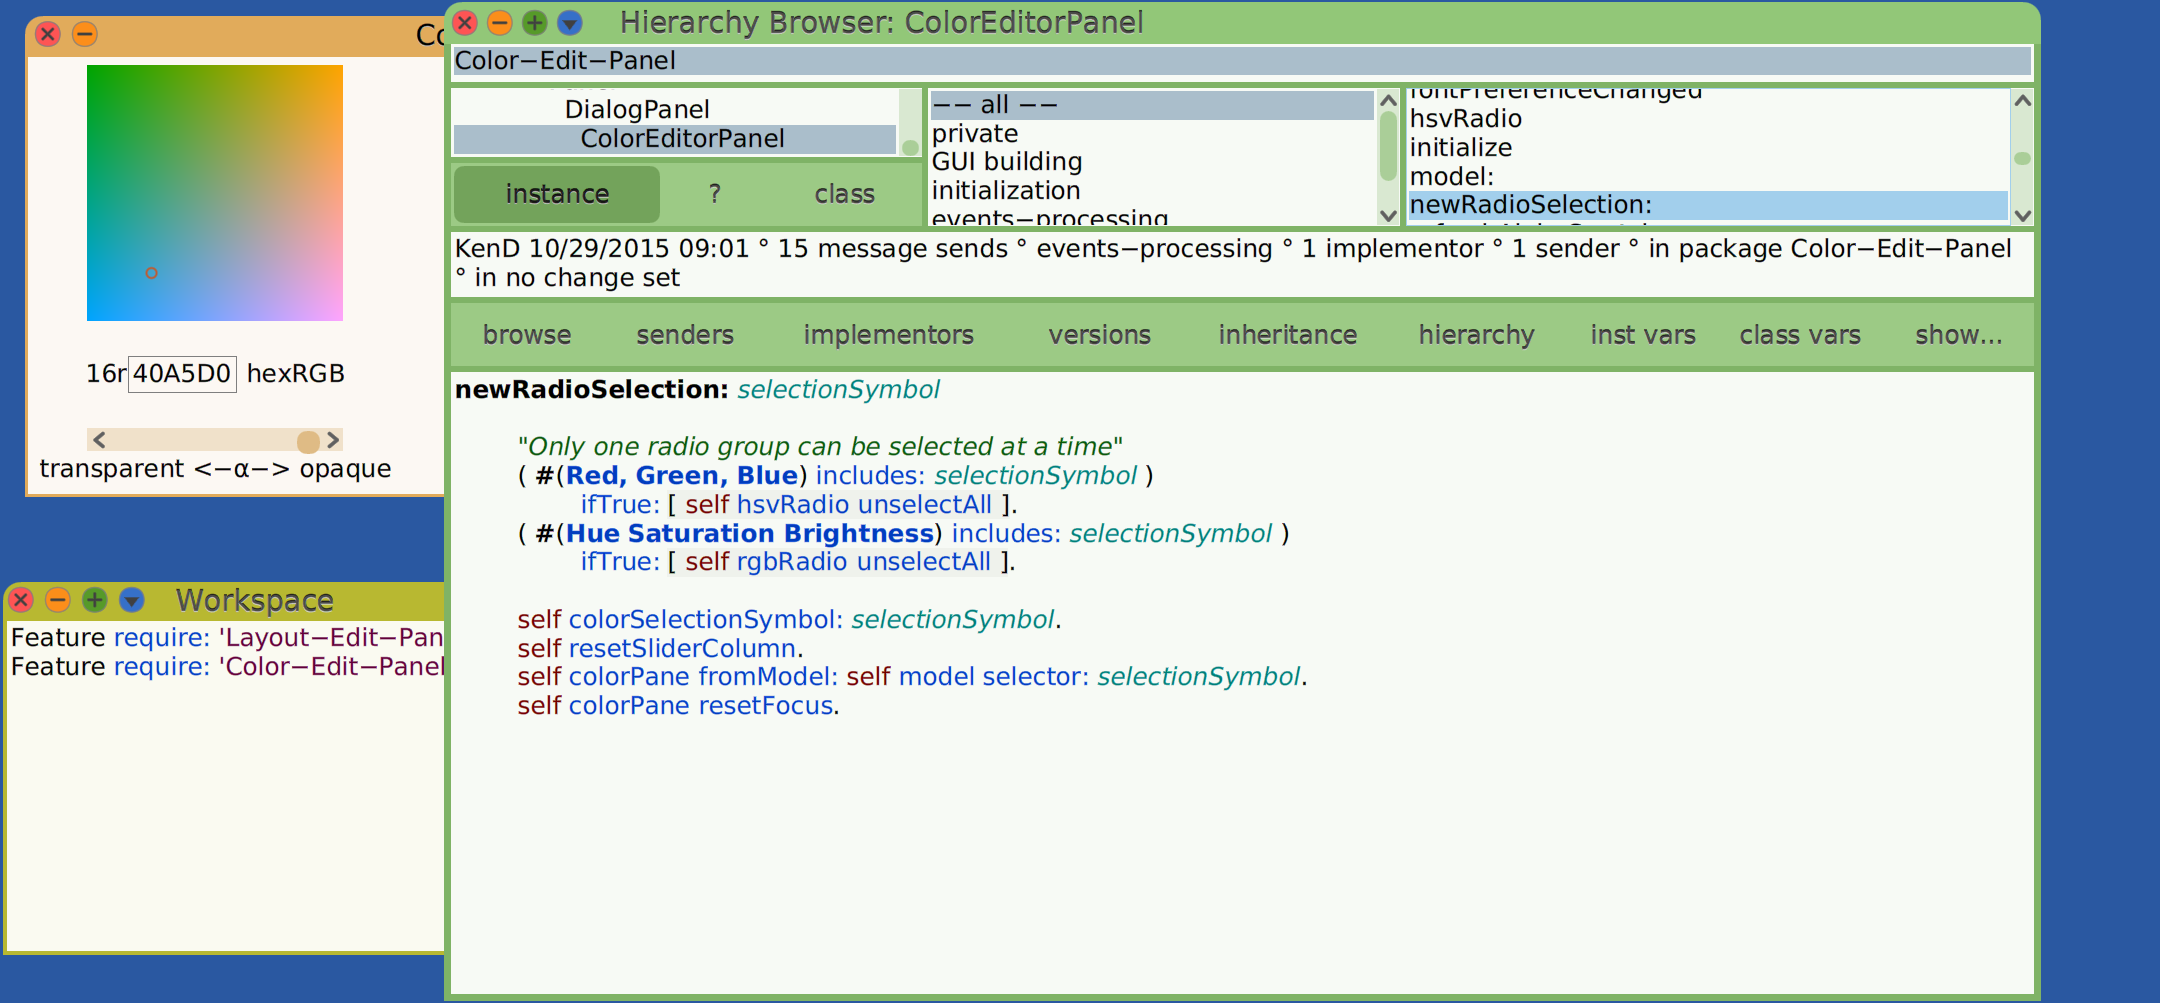 Hierarchy Browser: ColorEditorPanel
Color−Edit−Panel
DialogPanel
ColorEditorPanel
instance
?
class
−− all −−
private
GUI building
initialization
events−processing
fontPreferenceChanged
hsvRadio
initialize
model:
newRadioSelection:
KenD 10/29/2015 09:01 ° 15 message sends ° events−processing ° 1 implementor ° 1 sender ° in package Color−Edit−Panel
° in no change set
browse
senders
implementors
versions
inheritance
hierarchy
inst vars
class vars
show...
newRadioSelection: selectionSymbol
"Only one radio group can be selected at a time"
( #(Red, Green, Blue) includes: selectionSymbol )
ifTrue: [ self hsvRadio unselectAll ].
( #(Hue Saturation Brightness) includes: selectionSymbol )
ifTrue: [ self rgbRadio unselectAll ].
self colorSelectionSymbol: selectionSymbol.
self resetSliderColumn.
self colorPane fromModel: self model selector: selectionSymbol.
self colorPane resetFocus.
16r 40A5D0 hexRGB
transparent <−α−> opaque
Workspace
Feature require: 'Layout−Edit−Pan
Feature require: 'Color−Edit−Panel